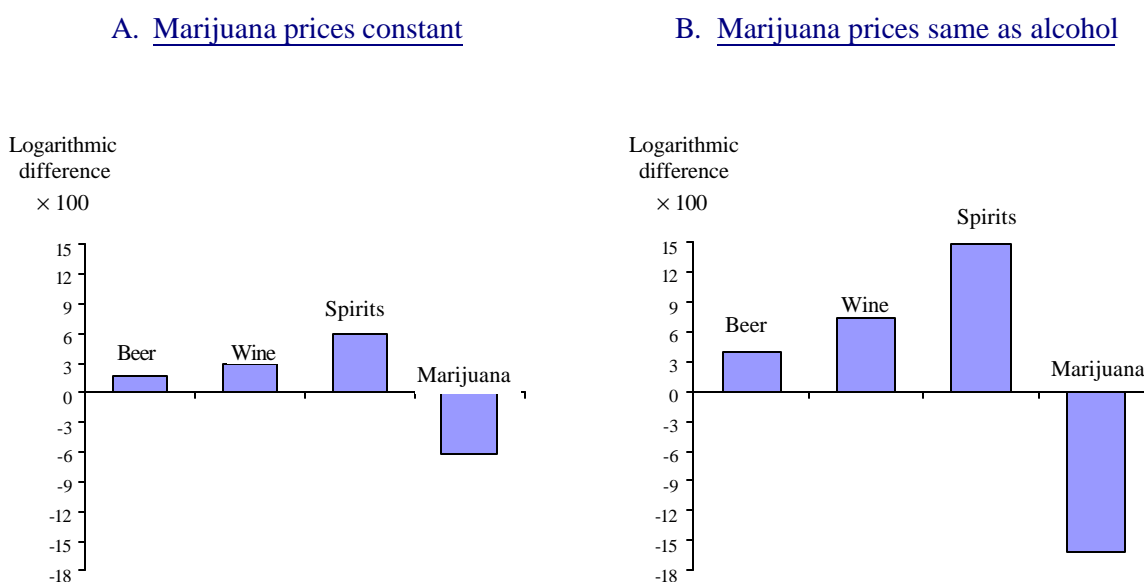 A. Marijuana prices constant
Logarithmic
difference
× 100
15
12
9
6
3
0
-3
-6
-9
-12
-15
-18
Beer
Wine
Spirits
Marijuana
B. Marijuana prices same as alcohol
Logarithmic
difference
× 100
15
12
9
6
3
0
-3
-6
-9
-12
-15
-18
Beer
Wine
Spirits
Marijuana